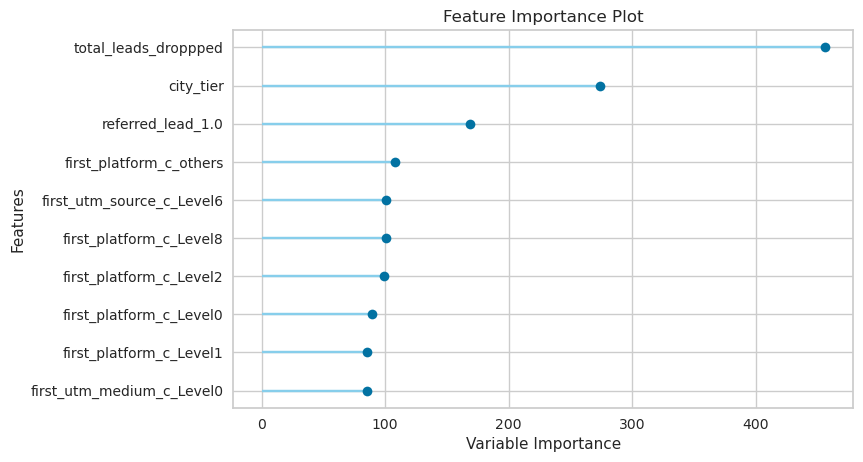 Feature Importance Plot
Features
total_leads_droppped
city_tier
referred_lead_1.0
first_platform_c_others
first_utm_source_c_Level6
first_platform_c_Level8
first_platform_c_Level2
first_platform_c_Level0
first_platform_c_Level1
first_utm_medium_c_Level0
0 100 200 300 400
Variable Importance